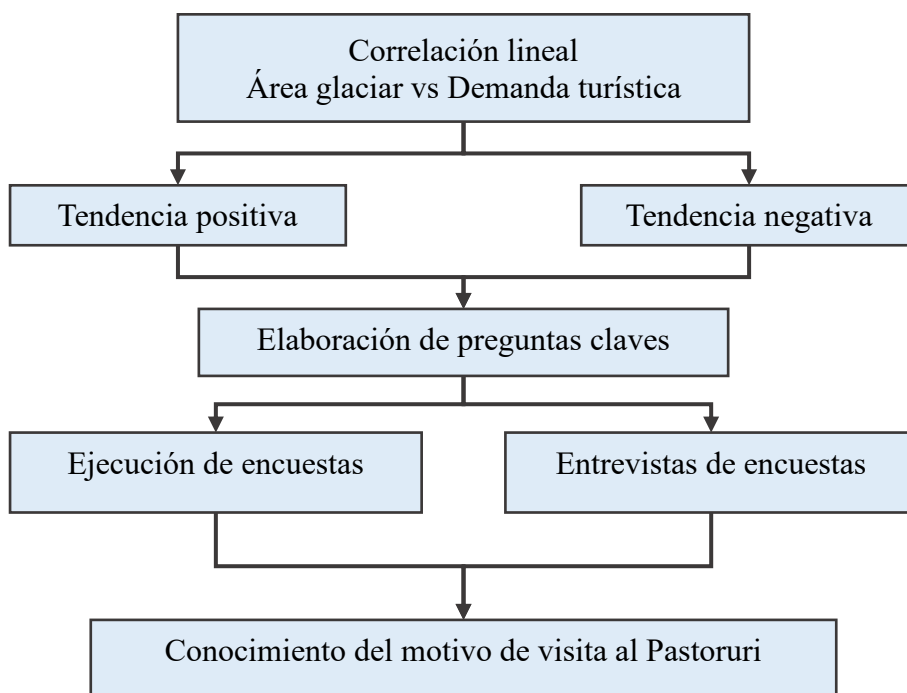 Correlación lineal
Área glaciar vs Demanda turística
Tendencia positiva
Tendencia negativa
Elaboración de preguntas claves
Ejecución de encuestas
Entrevistas de encuestas
Conocimiento del motivo de visita al Pastoruri